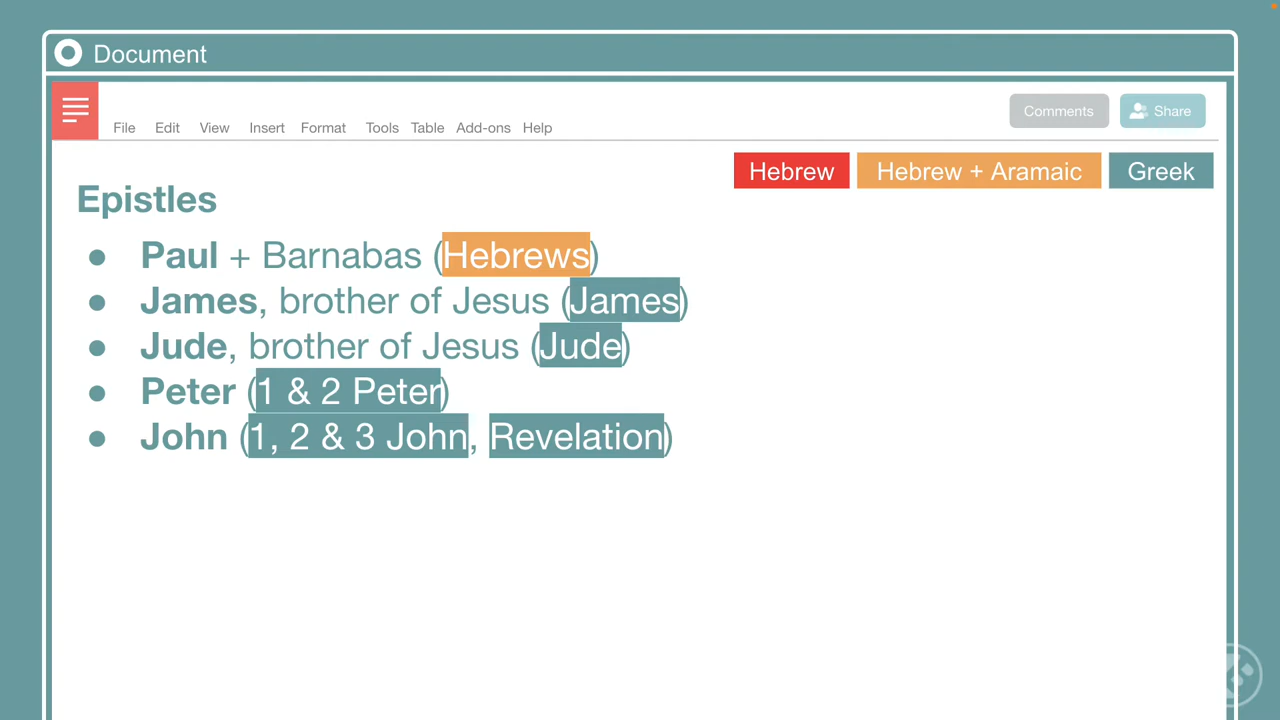 Document
File Edit View Insert Format Tools Table Add-ons Help
Comments
Share
Hebrew
Hebrew + Aramaic
Greek
Epistles
● Paul + Barnabas (Hebrews)
● James, brother of Jesus (James)
● Jude, brother of Jesus (Jude)
● Peter (1 & 2 Peter)
● John (1, 2 & 3 John, Revelation)